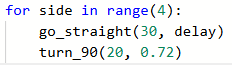 for side in range(4):
    go_straight(30, delay)
    turn_90(20, 0.72)